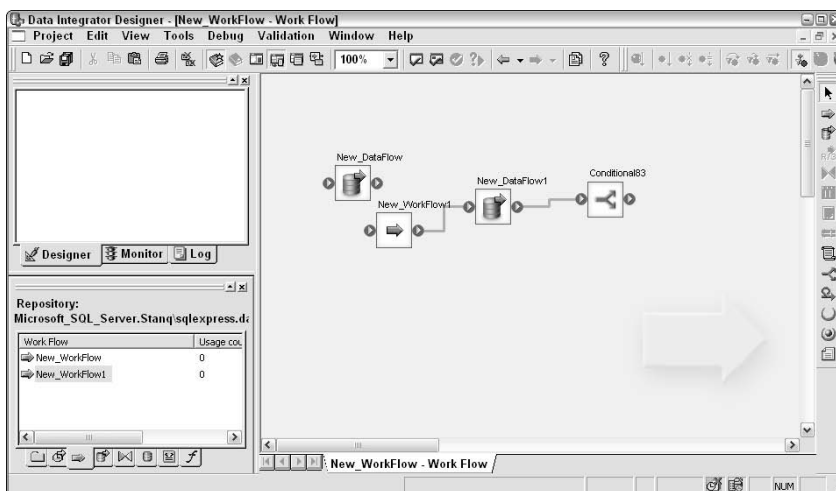 Data Integrator Designer - [New_WorkFlow - Work Flow]
Project Edit View Tools Debug Validation Window Help
100%
New_DataFlow
New_WorkFlow1
New_DataFlow1
Conditional83
Designer Monitor Log
Repository:
Microsoft_SQL_Server.Stanq\sqlexpress.da
Work Flow Usage cou
New_WorkFlow 0
New_WorkFlow1 0
New_WorkFlow - Work Flow
NUM